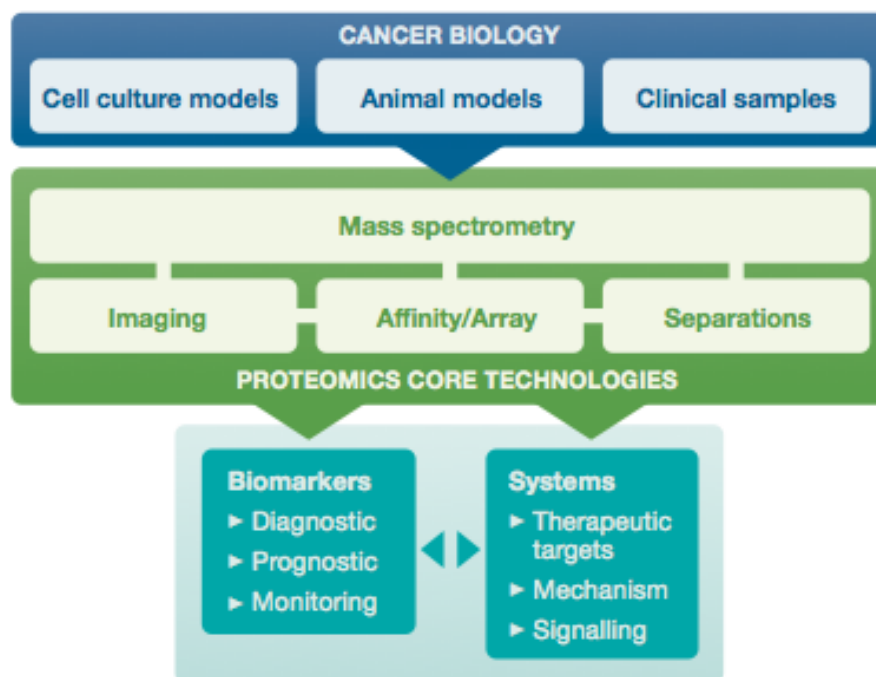 CANCER BIOLOGY
Cell culture models
Animal models
Clinical samples
Mass spectrometry
Imaging
Affinity/Array
Separations
PROTEOMICS CORE TECHNOLOGIES
Biomarkers
► Diagnostic
► Prognostic
► Monitoring
Systems
► Therapeutic
targets
► Mechanism
► Signalling